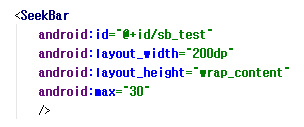 <SeekBar
android:id="@+id/sb_test"
android:layout_width="200dp"
android:layout_height="wrap_content"
android:max="30"
/>